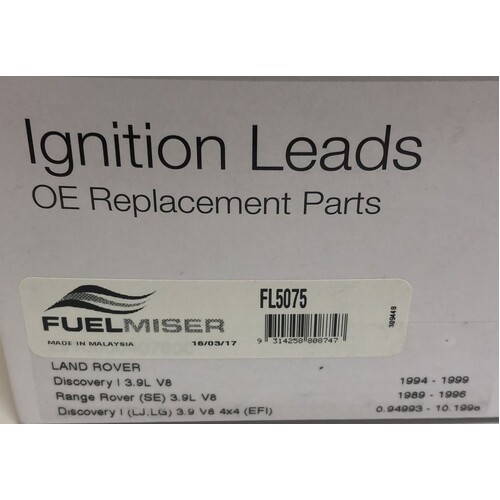 Ignition Leads
OE Replacement Parts
FL5075
FUELMISER
MADE IN MALAYSIA 16/03/17
9 314258 808747
LAND ROVER
Discovery I 3.9L V8 1994 - 1999
Range Rover (SE) 3.9L V8 1989 - 1996
Discovery I (LJ,LG) 3.9 V8 4x4 (EFI)